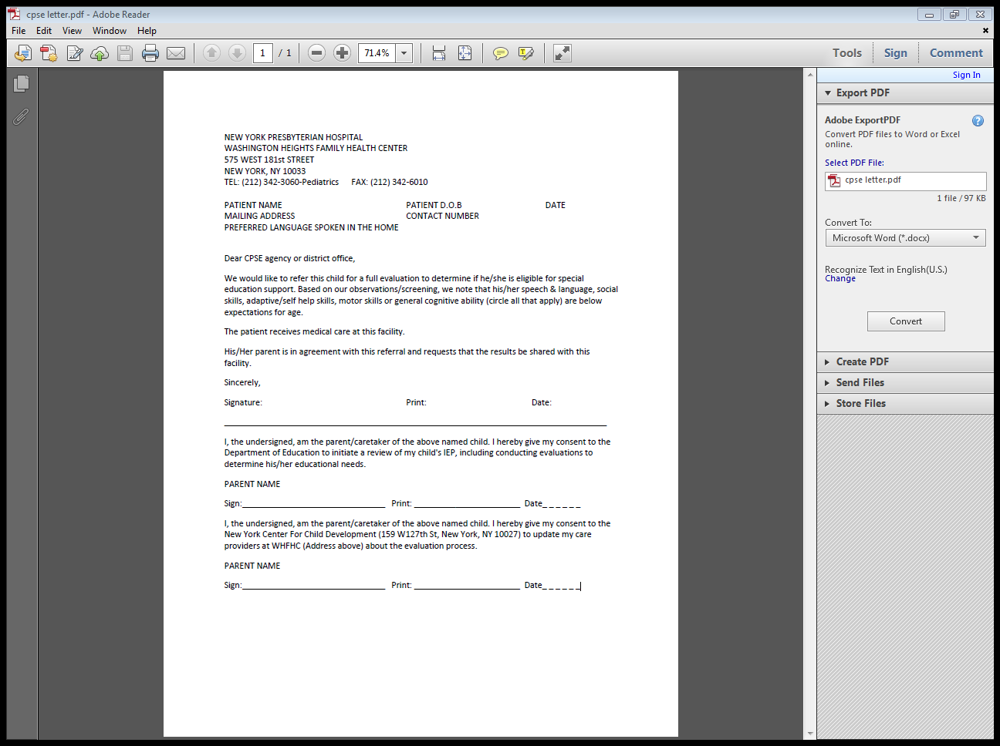 cpse letter.pdf - Adobe Reader
File Edit View Window Help
1 / 1 71.4% Tools Sign Comment
Sign In
Export PDF
Adobe ExportPDF
Convert PDF files to Word or Excel
online.
Select PDF File:
cpse letter.pdf
1 file / 97 KB
Convert To:
Microsoft Word (*.docx)
Recognize Text in English(U.S.)
Change
Convert
Create PDF
Send Files
Store Files
NEW YORK PRESBYTERIAN HOSPITAL
WASHINGTON HEIGHTS FAMILY HEALTH CENTER
575 WEST 181st STREET
NEW YORK, NY 10033
TEL: (212) 342-3060-Pediatrics FAX: (212) 342-6010
PATIENT NAME PATIENT D.O.B DATE
MAILING ADDRESS CONTACT NUMBER
PREFERRED LANGUAGE SPOKEN IN THE HOME
Dear CPSE agency or district office,
We would like to refer this child for a full evaluation to determine if he/she is eligible for special
education support. Based on our observations/screening, we note that his/her speech & language, social
skills, adaptive/self help skills, motor skills or general cognitive ability (circle all that apply) are below
expectations for age.
The patient receives medical care at this facility.
His/Her parent is in agreement with this referral and requests that the results be shared with this
facility.
Sincerely,
Signature: Print: Date:
I, the undersigned, am the parent/caretaker of the above named child. I hereby give my consent to the
Department of Education to initiate a review of my child's IEP, including conducting evaluations to
determine his/her educational needs.
PARENT NAME
Sign:______________________________ Print: ______________________ Date_ _ _ _ _ _
I, the undersigned, am the parent/caretaker of the above named child. I hereby give my consent to the
New York Center For Child Development (159 W127th St, New York, NY 10027) to update my care
providers at WHFHC (Address above) about the evaluation process.
PARENT NAME
Sign:______________________________ Print: ______________________ Date_ _ _ _ _ _